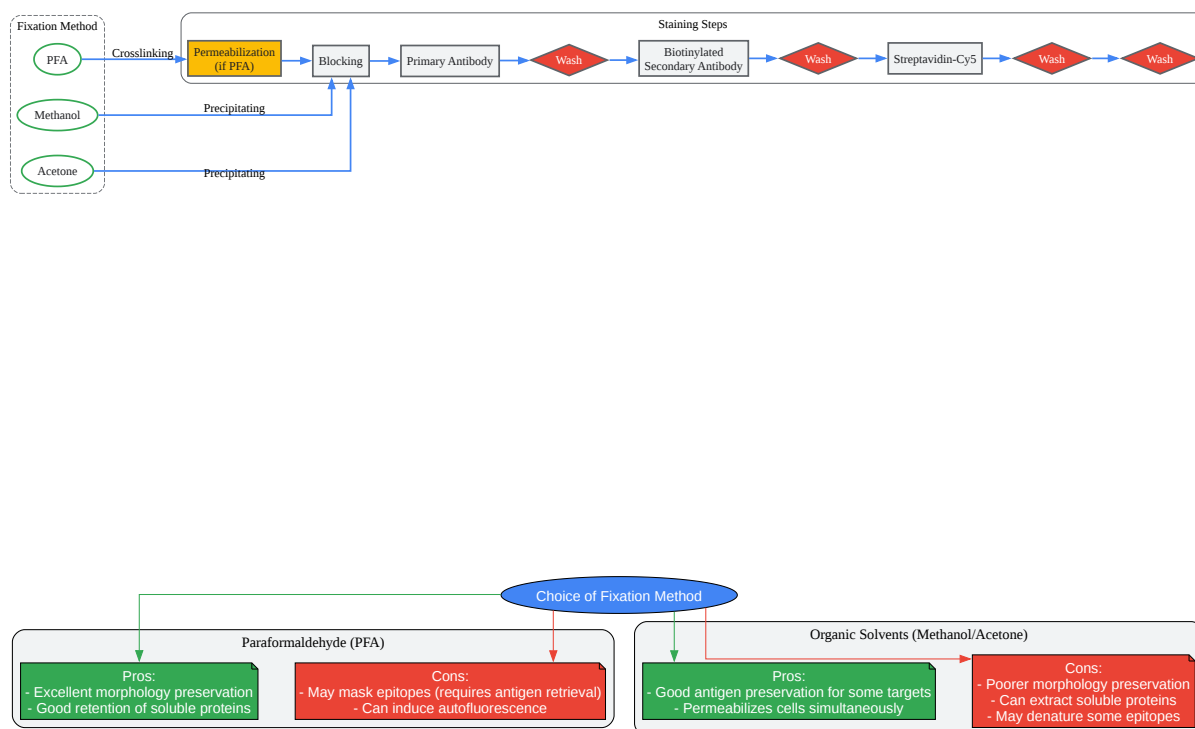 Fixation Method
Staining Steps
PFA
Crosslinking
Permeabilization
(if PFA)
Blocking
Primary Antibody
Wash
Biotinylated
Secondary Antibody
Wash
Streptavidin-Cy5
Wash
Wash
Methanol
Precipitating
Acetone
Precipitating
Choice of Fixation Method
Paraformaldehyde (PFA)
Pros:
- Excellent morphology preservation
- Good retention of soluble proteins
Cons:
- May mask epitopes (requires antigen retrieval)
- Can induce autofluorescence
Organic Solvents (Methanol/Acetone)
Pros:
- Good antigen preservation for some targets
- Permeabilizes cells simultaneously
Cons:
- Poorer morphology preservation
- Can extract soluble proteins
- May denature some epitopes